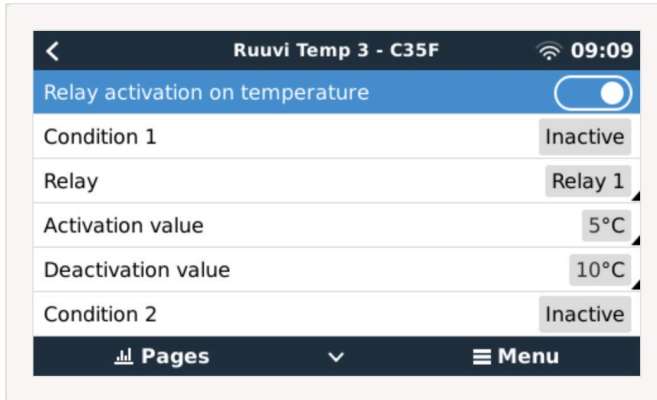 Ruuvi Temp 3 - C35F 09:09
Relay activation on temperature
Condition 1 Inactive
Relay Relay 1
Activation value 5°C
Deactivation value 10°C
Condition 2 Inactive
Pages Menu